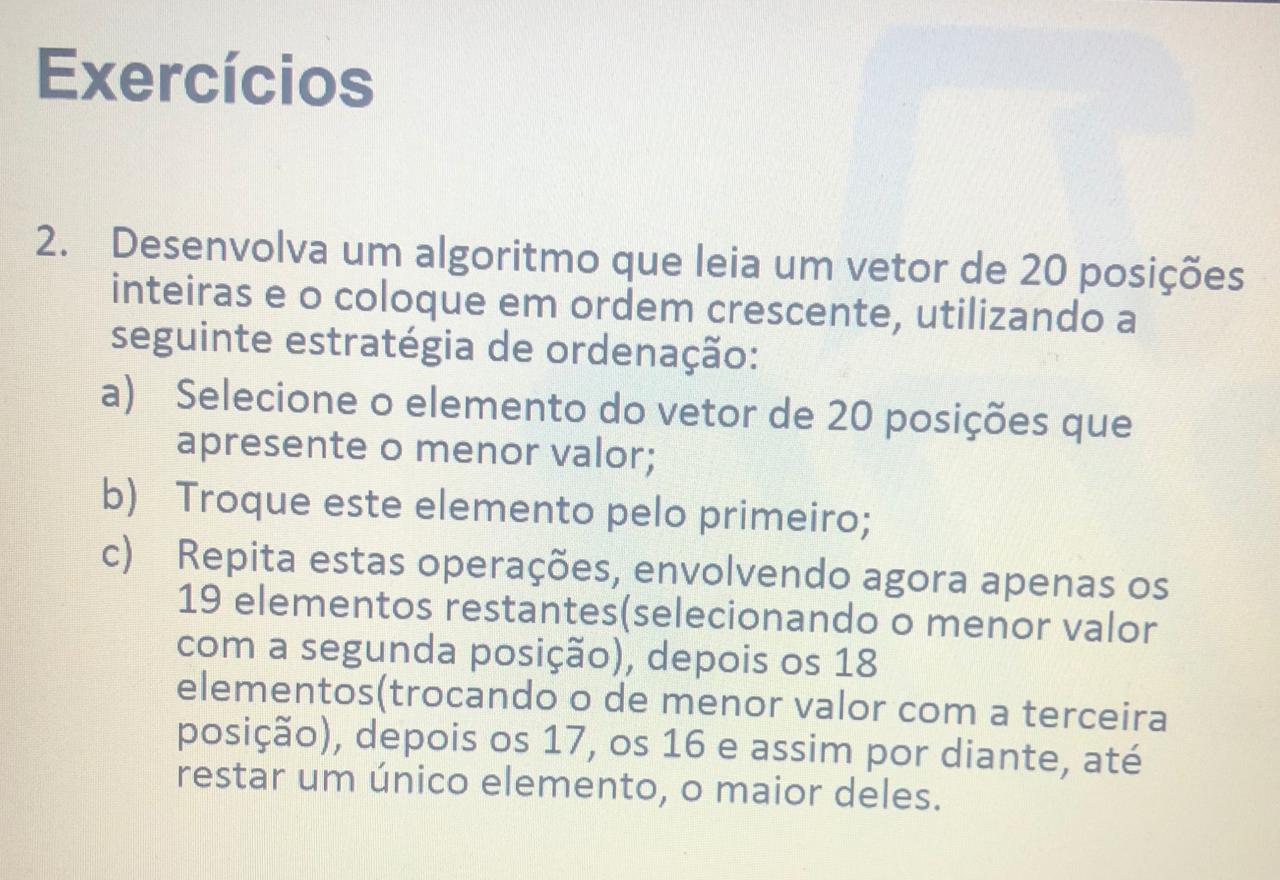 Exercícios
2. Desenvolva um algoritmo que leia um vetor de 20 posições
inteiras e o coloque em ordem crescente, utilizando a
seguinte estratégia de ordenação:
a) Selecione o elemento do vetor de 20 posições que
apresente o menor valor;
b) Troque este elemento pelo primeiro;
c) Repita estas operações, envolvendo agora apenas os
19 elementos restantes(selecionando o menor valor
com a segunda posição), depois os 18
elementos(trocando o de menor valor com a terceira
posição), depois os 17, os 16 e assim por diante, até
restar um único elemento, o maior deles.